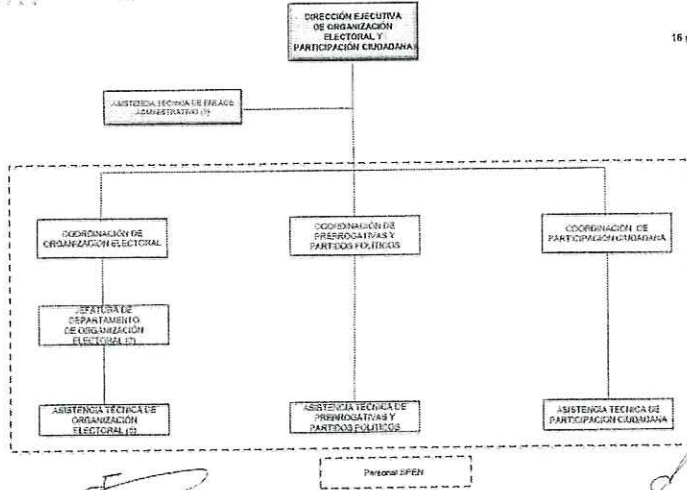 DIRECCIÓN EJECUTIVA
DE ORGANIZACIÓN
ELECTORAL Y
PARTICIPACIÓN CIUDADANA
16
ASISTENCIA TÉCNICA DE ENLACE
ADMINISTRATIVO
COORDINACIÓN DE
ORGANIZACIÓN ELECTORAL
COORDINACIÓN DE
PRERROGATIVAS Y
PARTIDOS POLÍTICOS
COORDINACIÓN DE
PARTICIPACIÓN CIUDADANA
JEFATURA DE
DEPARTAMENTO
DE ORGANIZACIÓN
ELECTORAL (2)
ASISTENCIA TÉCNICA DE
ORGANIZACIÓN
ELECTORAL
ASISTENCIA TÉCNICA DE
PRERROGATIVAS Y
PARTIDOS POLÍTICOS
ASISTENCIA TÉCNICA DE
PARTICIPACIÓN CIUDADANA
Personal SPEN